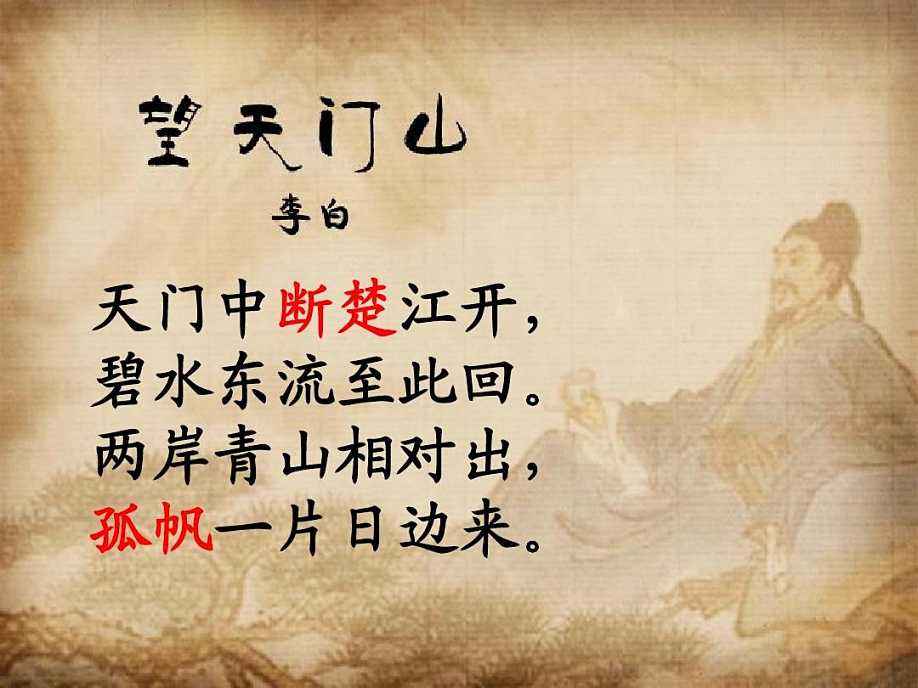 望天门山
李白
天门中断楚江开，
碧水东流至此回。
两岸青山相对出，
孤帆一片日边来。